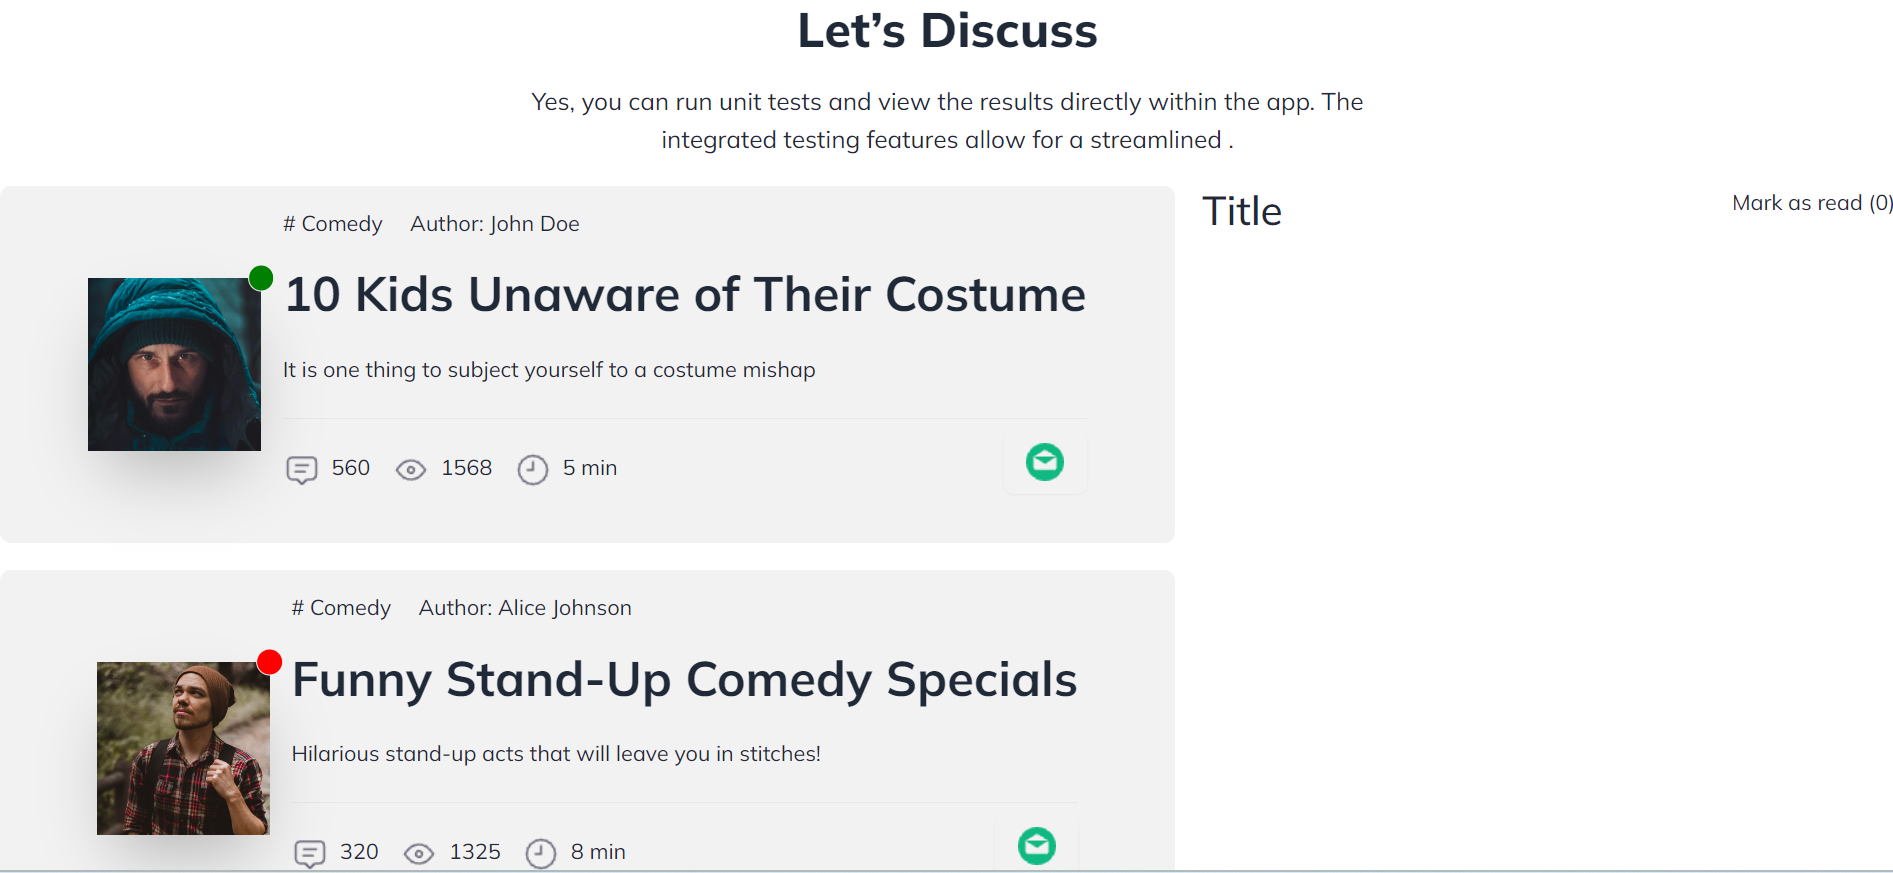 Let’s Discuss
Yes, you can run unit tests and view the results directly within the app. The
integrated testing features allow for a streamlined .
# Comedy Author: John Doe
10 Kids Unaware of Their Costume
It is one thing to subject yourself to a costume mishap
560 1568 5 min
Title
Mark as read (0)
# Comedy Author: Alice Johnson
Funny Stand-Up Comedy Specials
Hilarious stand-up acts that will leave you in stitches!
320 1325 8 min